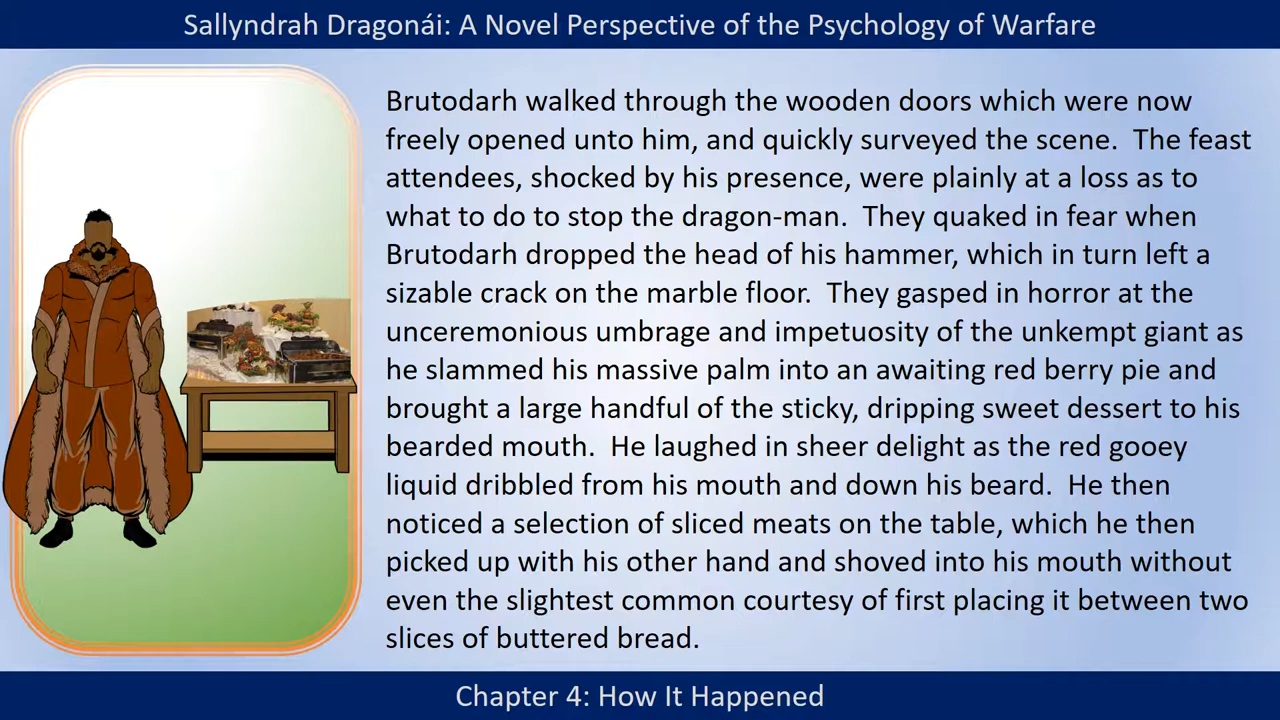 Sallyndrah Dragonái: A Novel Perspective of the Psychology of Warfare
Brutodarh walked through the wooden doors which were now
freely opened unto him, and quickly surveyed the scene.  The feast
attendees, shocked by his presence, were plainly at a loss as to
what to do to stop the dragon-man.  They quaked in fear when
Brutodarh dropped the head of his hammer, which in turn left a
sizable crack on the marble floor.  They gasped in horror at the
unceremonious umbrage and impetuosity of the unkempt giant as
he slammed his massive palm into an awaiting red berry pie and
brought a large handful of the sticky, dripping sweet dessert to his
bearded mouth.  He laughed in sheer delight as the red gooey
liquid dribbled from his mouth and down his beard.  He then
noticed a selection of sliced meats on the table, which he then
picked up with his other hand and shoved into his mouth without
even the slightest common courtesy of first placing it between two
slices of buttered bread.
Chapter 4: How It Happened